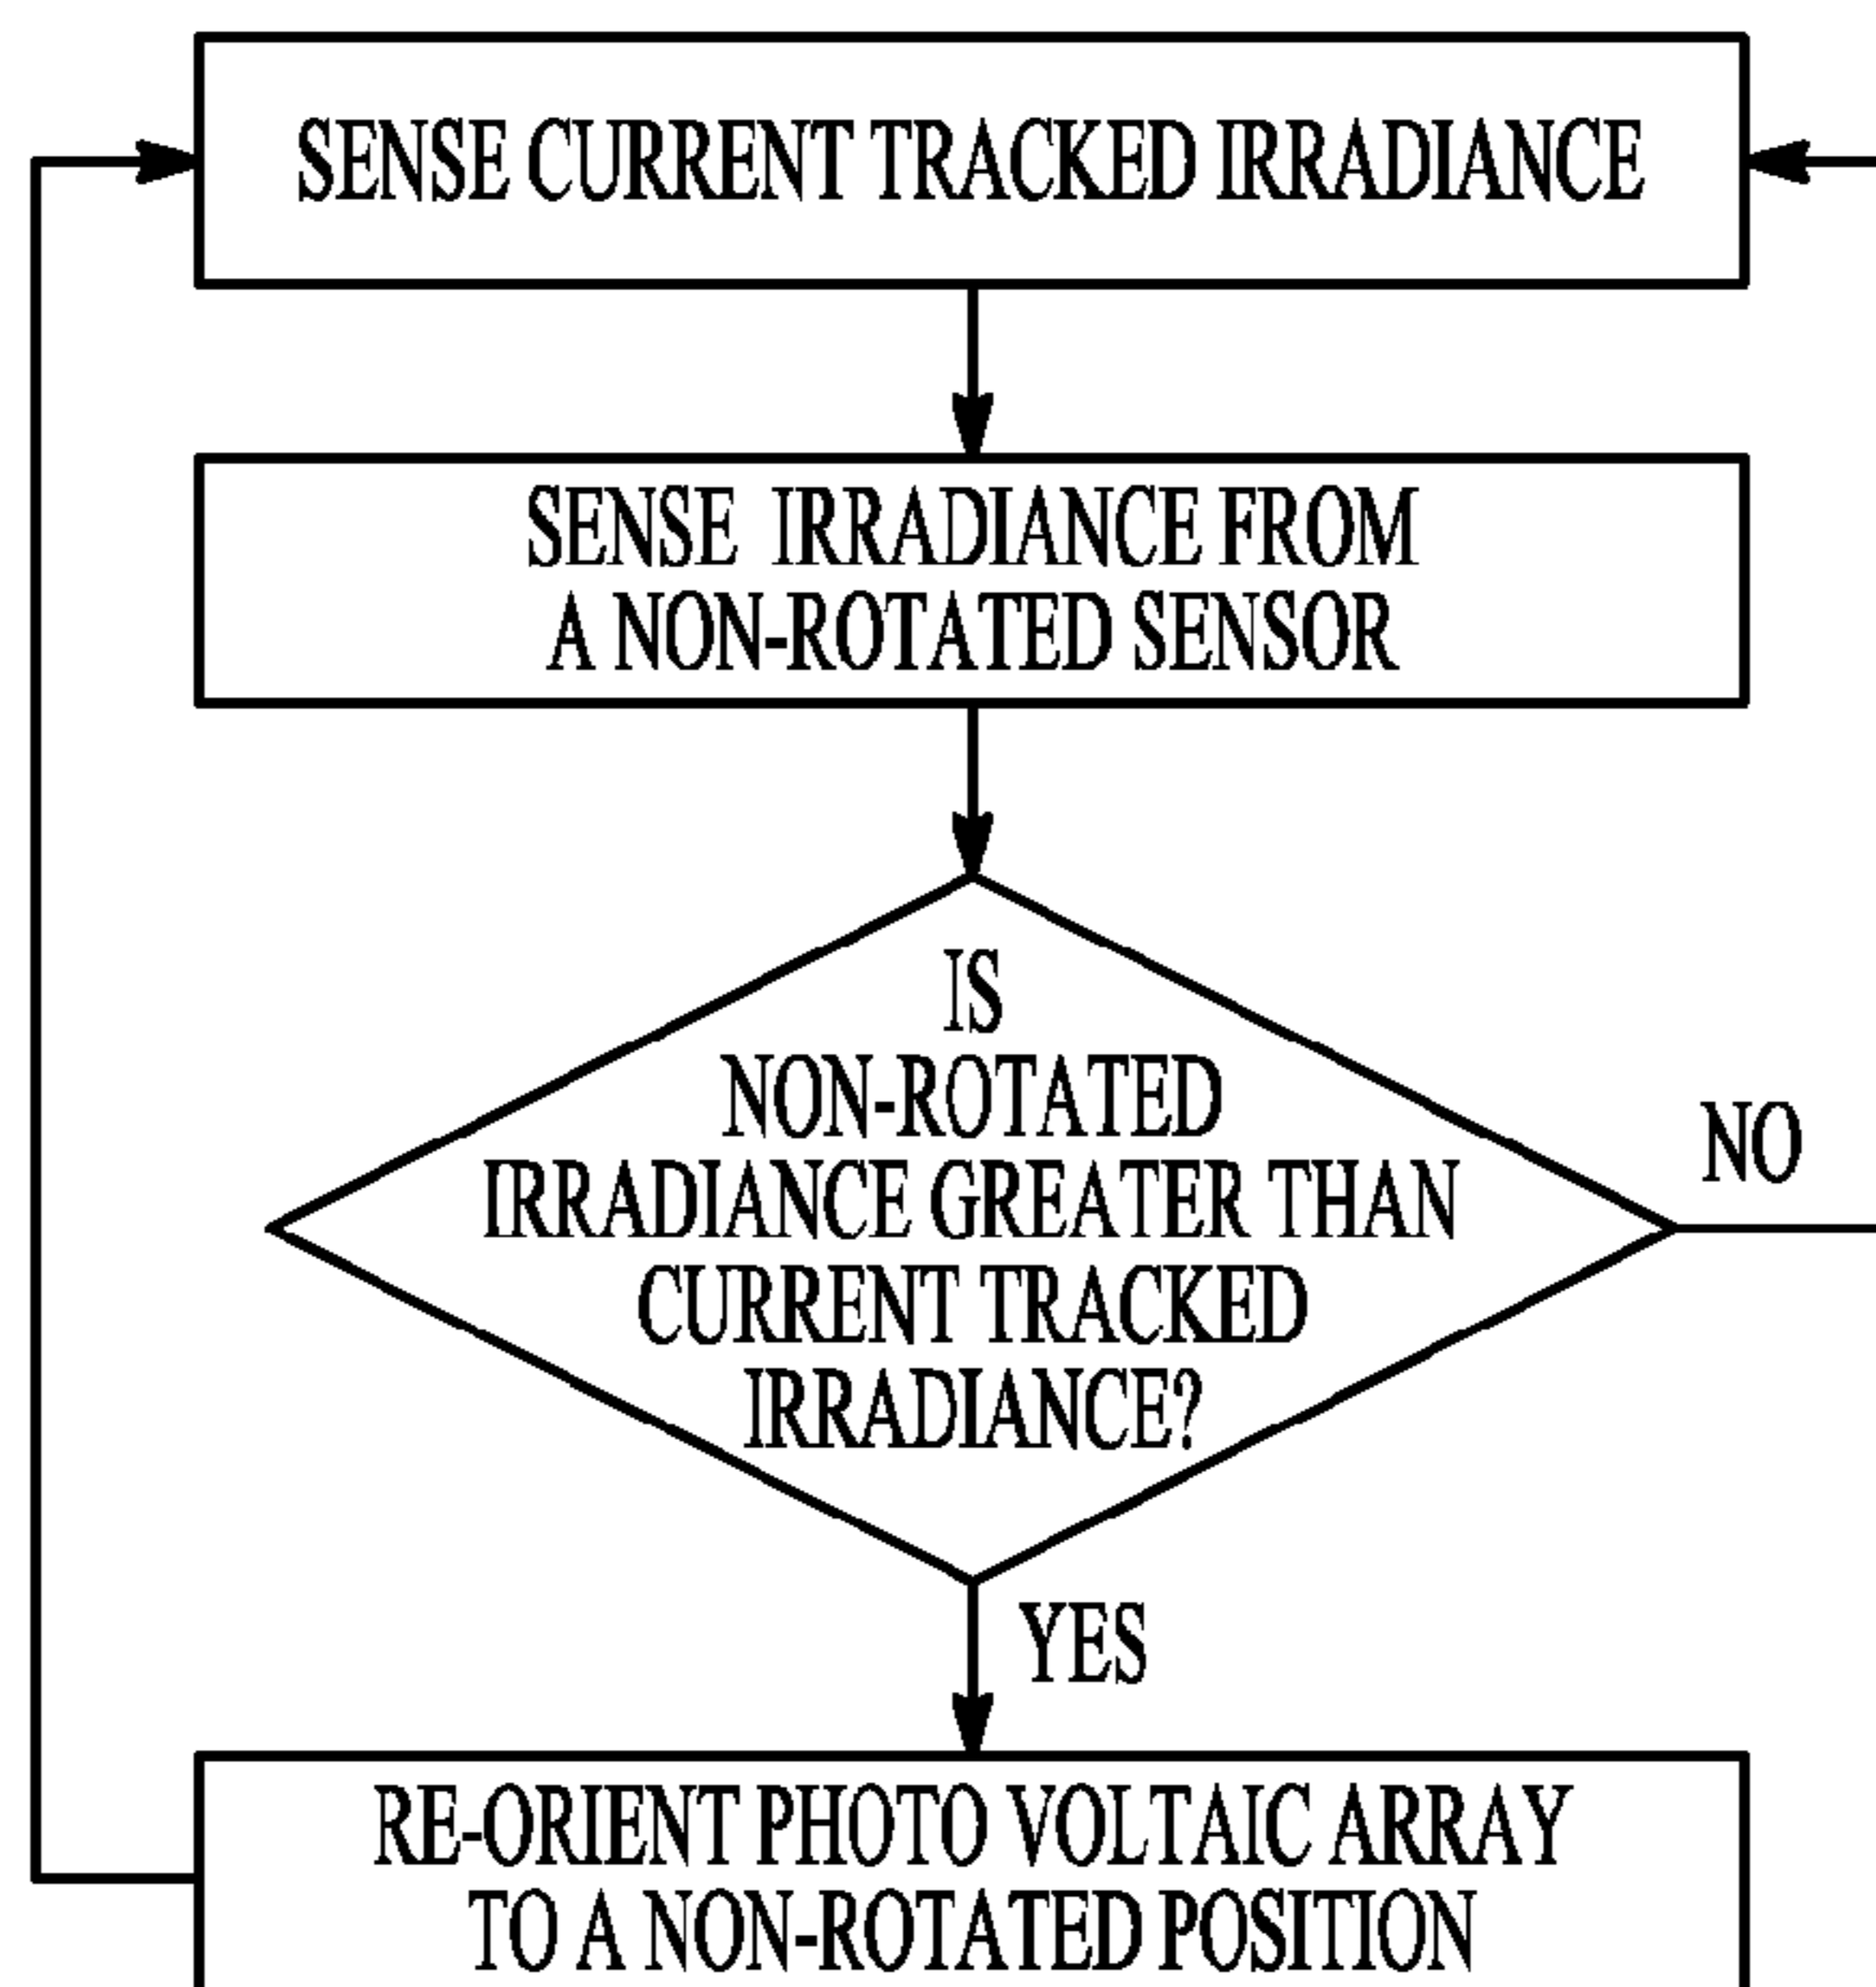 SENSE CURRENT TRACKED IRRADIANCE
SENSE IRRADIANCE FROM
A NON-ROTATED SENSOR
IS
NON-ROTATED
IRRADIANCE GREATER THAN
CURRENT TRACKED
IRRADIANCE?
NO
YES
RE-ORIENT PHOTO VOLTAIC ARRAY
TO A NON-ROTATED POSITION